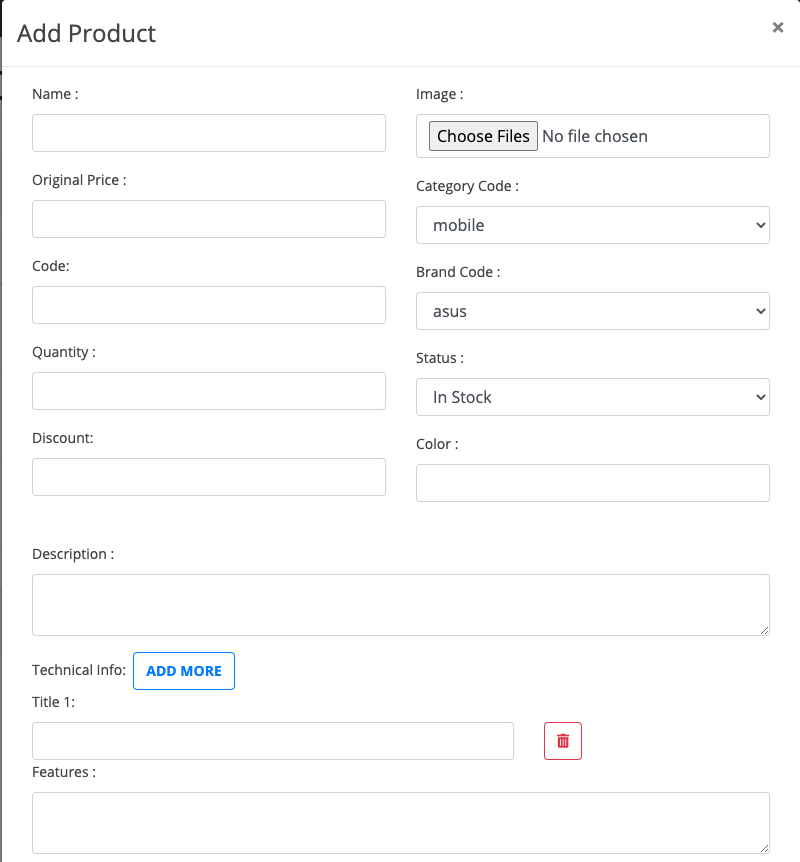 Add Product
×
Name :
Image :
Choose Files No file chosen
Original Price :
Category Code :
mobile
Code:
Brand Code :
asus
Quantity :
Status :
In Stock
Discount:
Color :
Description :
Technical Info: ADD MORE
Title 1:
Features :